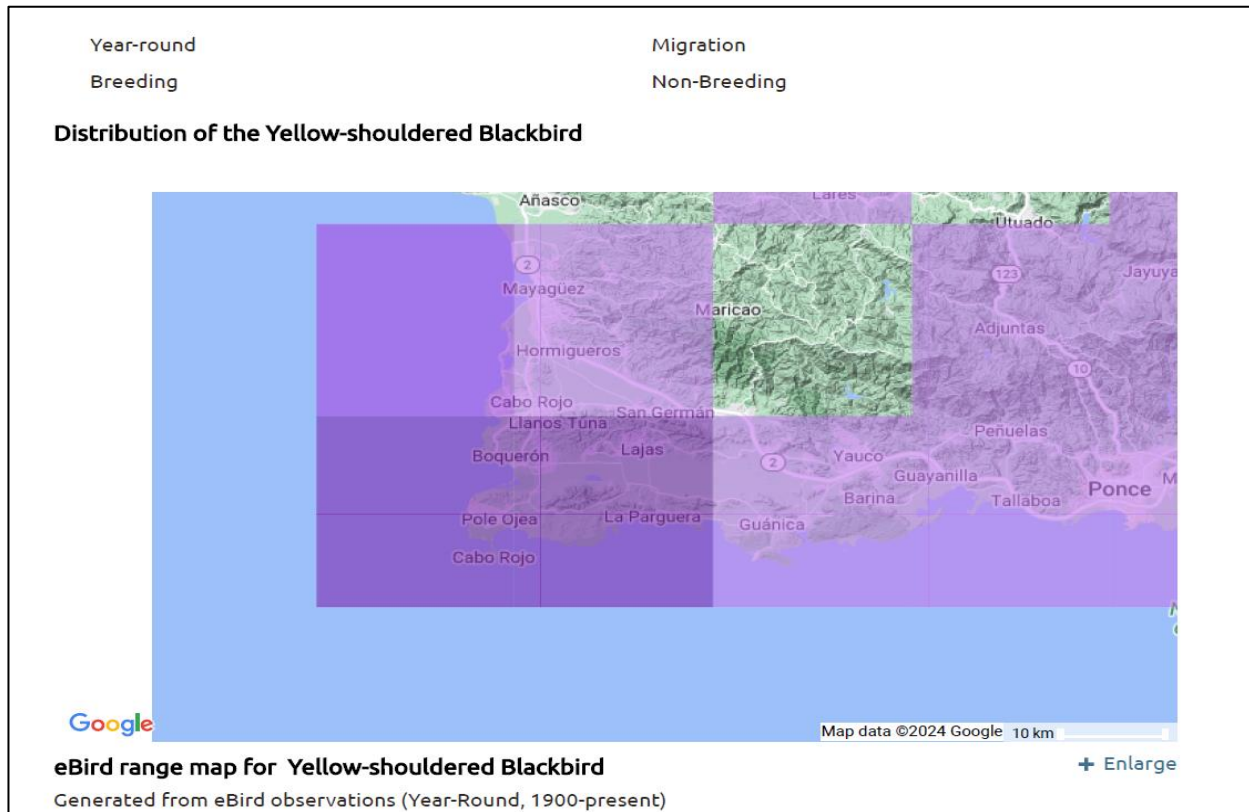 Year-round
Migration
Breeding
Non-Breeding
Distribution of the Yellow-shouldered Blackbird
Añasco
Lares
Utuado
2
123
Mayagüez
Jayuya
Maricao
Adjuntas
Hormigueros
10
Cabo Rojo
San Germán
Llanos Tuna
Peñuelas
Boquerón
Lajas
2
Yauco
Guayanilla
Ponce
Barina
Tallaboa
Pole Ojea
La Parguera
Guánica
Cabo Rojo
Google
Map data ©2024 Google 10 km
eBird range map for Yellow-shouldered Blackbird
+ Enlarge
Generated from eBird observations (Year-Round, 1900-present)